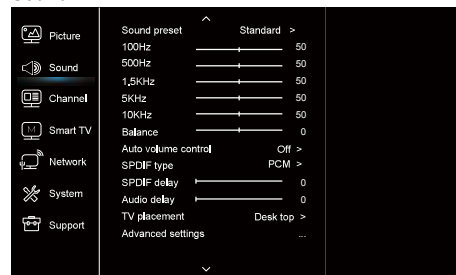 Picture
Sound
Channel
Smart TV
Network
System
Support
Sound preset Standard >
100Hz 50
500Hz 50
1.5KHz 50
5KHz 50
10KHz 50
Balance 0
Auto volume control Off >
SPDIF type PCM >
SPDIF delay 0
Audio delay 0
TV placement Desk top >
Advanced settings ...